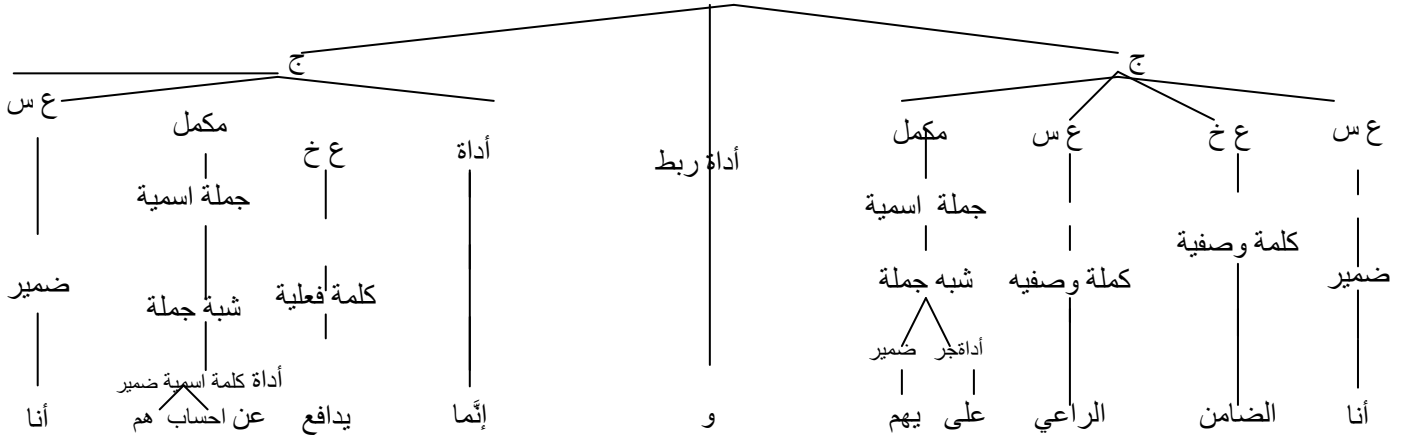 ج ج
ع س مكمل ع خ أداة أداة ربط مكمل ع س ع خ ع س
جملة اسمية جملة اسمية كلمة وصفية
ضمير شبة جملة كلمة فعلية شبه جملة كملة وصفيه ضمير
أداة كلمة اسمية ضمير أداةجر ضمير
أنا الضامن الراعي على يهم و إنَّما يدافع عن احساب هم أنا